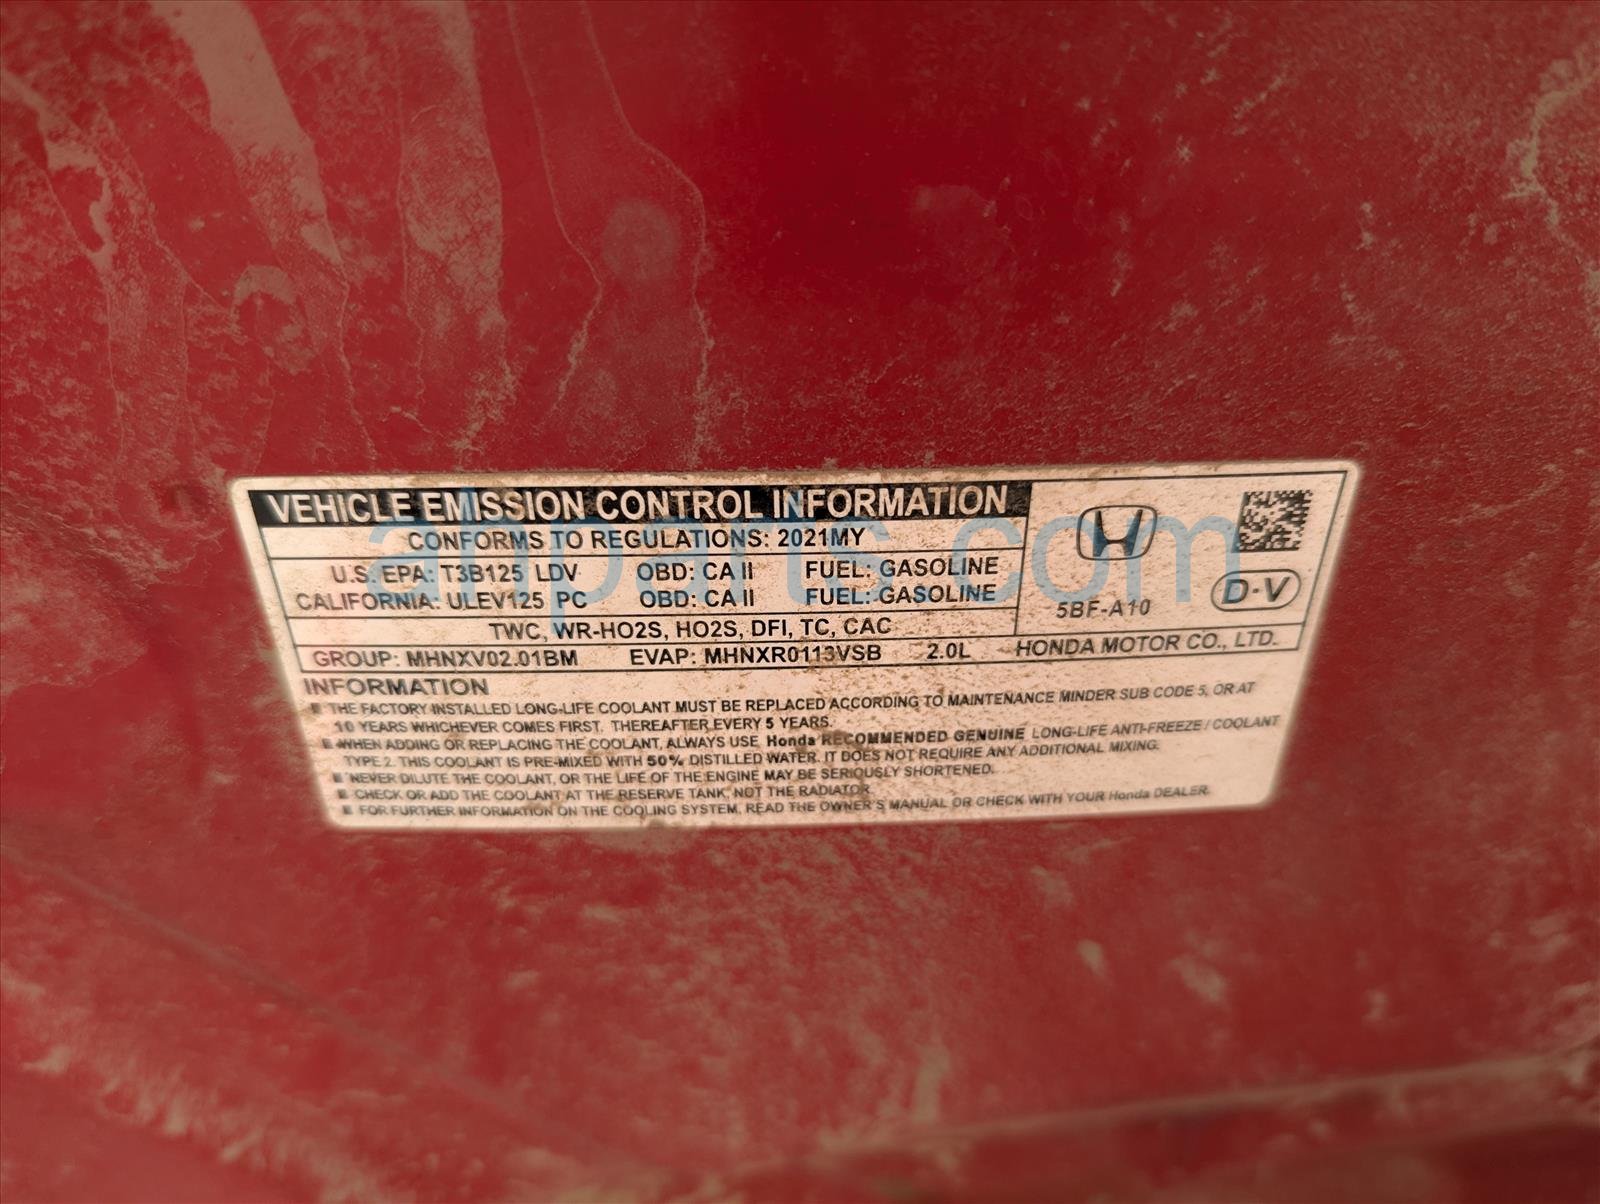 VEHICLE EMISSION CONTROL INFORMATION
CONFORMS TO REGULATIONS: 2021MY
U.S. EPA: T3B125 LDV OBD: CA II FUEL: GASOLINE
CALIFORNIA: ULEV125 PC OBD: CA II FUEL: GASOLINE
5BF-A10
D-V
TWC, WR-HO2S, HO2S, DFI, TC, CAC
GROUP: MHNXV02.01BM EVAP: MHNXR0113VSB 2.0L HONDA MOTOR CO., LTD.
INFORMATION
■ THE FACTORY INSTALLED LONG-LIFE COOLANT MUST BE REPLACED ACCORDING TO MAINTENANCE MINDER SUB CODE 5, OR AT
10 YEARS WHICHEVER COMES FIRST. THEREAFTER EVERY 5 YEARS.
■ WHEN ADDING OR REPLACING THE COOLANT, ALWAYS USE Honda RECOMMENDED GENUINE LONG-LIFE ANTI-FREEZE / COOLANT
TYPE 2. THIS COOLANT IS PRE-MIXED WITH 50% DISTILLED WATER. IT DOES NOT REQUIRE ANY ADDITIONAL MIXING.
■ NEVER DILUTE THE COOLANT, OR THE LIFE OF THE ENGINE MAY BE SERIOUSLY SHORTENED.
■ CHECK OR ADD THE COOLANT AT THE RESERVE TANK, NOT THE RADIATOR.
■ FOR FURTHER INFORMATION ON THE COOLING SYSTEM, READ THE OWNER'S MANUAL OR CHECK WITH YOUR Honda DEALER.
ahparts.com